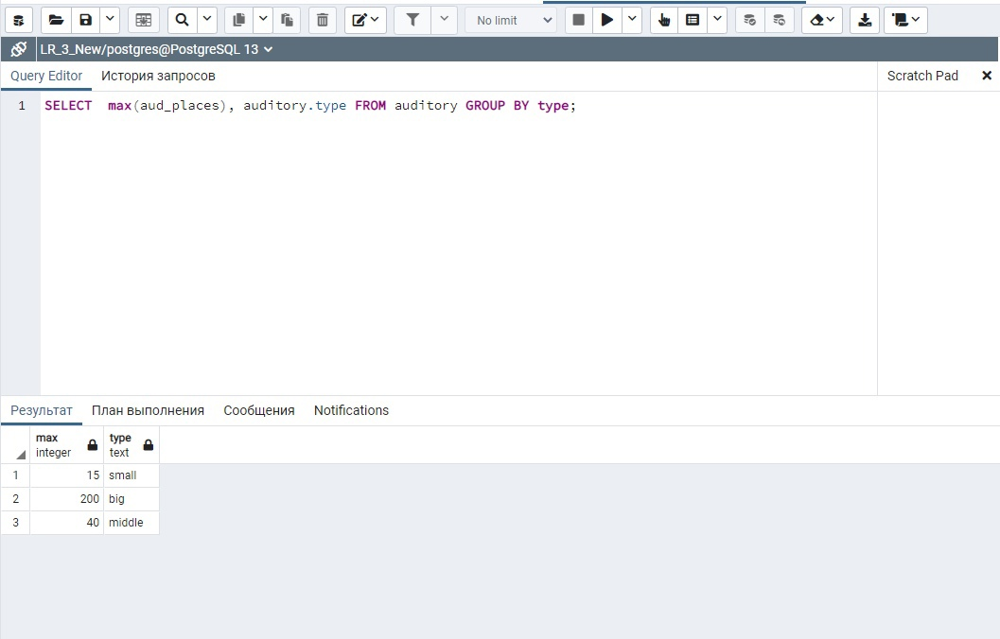 No limit
LR_3_New/postgres@PostgreSQL 13
Query Editor История запросов Scratch Pad
1 SELECT  max(aud_places), auditory.type FROM auditory GROUP BY type;
Результат План выполнения Сообщения Notifications
max type
integer text
1 15 small
2 200 big
3 40 middle